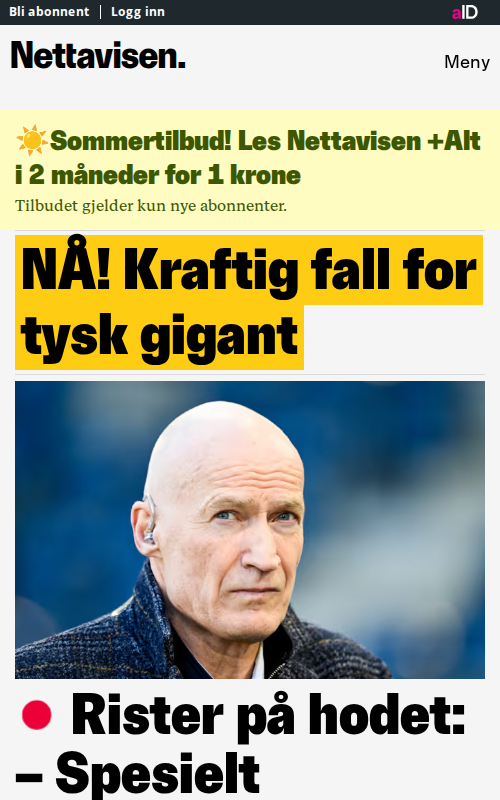 Bli abonnent
Logg inn
aID
Nettavisen.
Meny
☀️Sommertilbud! Les Nettavisen +Alt
i 2 måneder for 1 krone
Tilbudet gjelder kun nye abonnenter.
NÅ! Kraftig fall for
tysk gigant
Rister på hodet:
– Spesielt